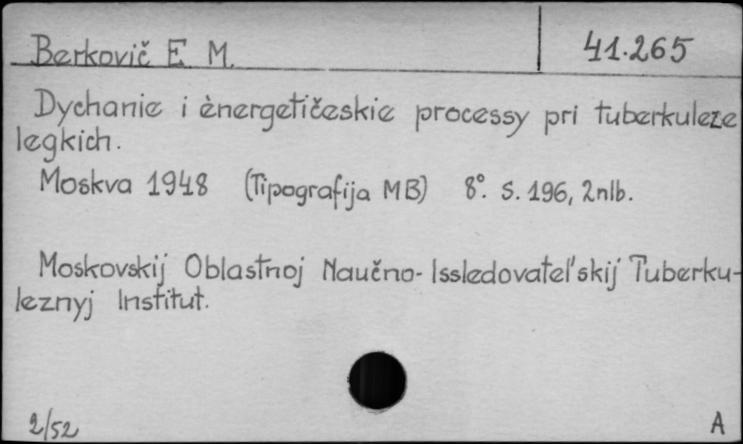 Berkovič E. M.
41.265
Dychanie i ènergetičeskie processy pri tuberkuleze
legkich.
Moskva 1948 (Tipografija MB) 8°. S. 196, 2nlb.
Moskovskij Oblastnoj Naučno-Issledovatel'skij Tuberku-
leznyj Institut.
2/52
A